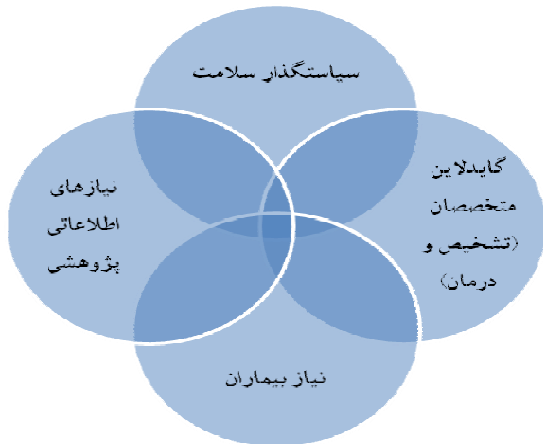 سیاستگذارِ سلامت
گایدلاین
متخصصان
(تشخیص و
درمان)
نیازهای
اطلاعاتی
پژوهشی
نیاز بیماران